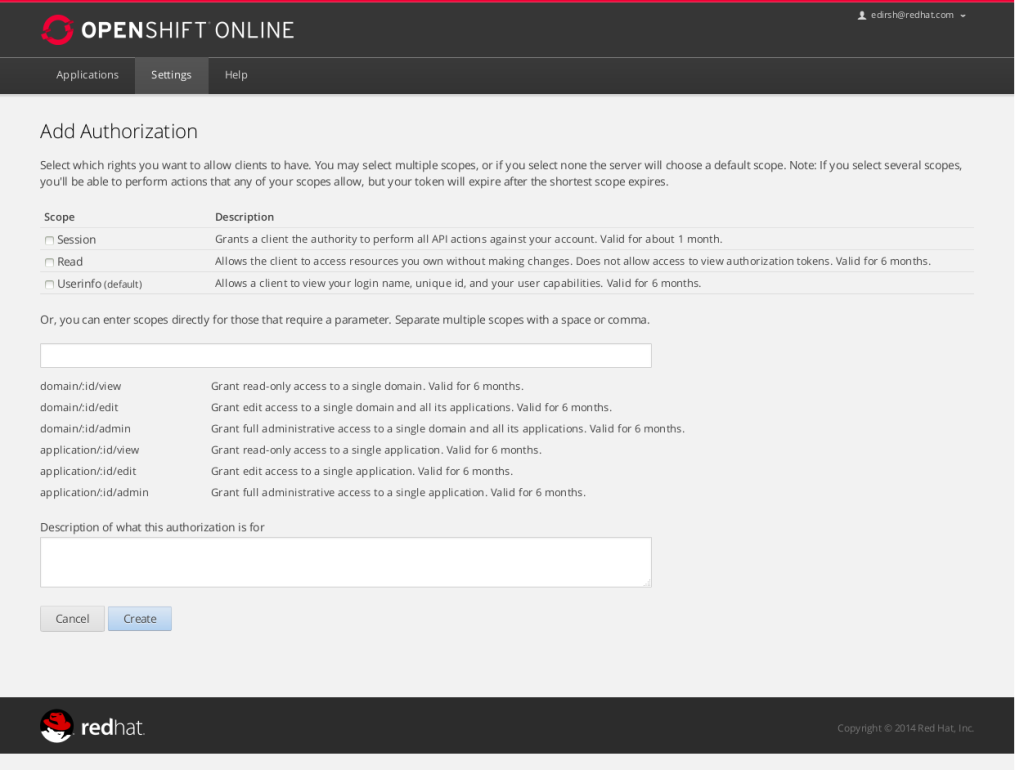 OPENSHIFT ONLINE
edirsh@redhat.com
Applications Settings Help
Add Authorization
Select which rights you want to allow clients to have. You may select multiple scopes, or if you select none the server will choose a default scope. Note: If you select several scopes,
you'll be able to perform actions that any of your scopes allow, but your token will expire after the shortest scope expires.
Scope Description
Session Grants a client the authority to perform all API actions against your account. Valid for about 1 month.
Read Allows the client to access resources you own without making changes. Does not allow access to view authorization tokens. Valid for 6 months.
Userinfo (default) Allows a client to view your login name, unique id, and your user capabilities. Valid for 6 months.
Or, you can enter scopes directly for those that require a parameter. Separate multiple scopes with a space or comma.
domain/:id/view Grant read-only access to a single domain. Valid for 6 months.
domain/:id/edit Grant edit access to a single domain and all its applications. Valid for 6 months.
domain/:id/admin Grant full administrative access to a single domain and all its applications. Valid for 6 months.
application/:id/view Grant read-only access to a single application. Valid for 6 months.
application/:id/edit Grant edit access to a single application. Valid for 6 months.
application/:id/admin Grant full administrative access to a single application. Valid for 6 months.
Description of what this authorization is for
Cancel Create
redhat.
Copyright © 2014 Red Hat, Inc.